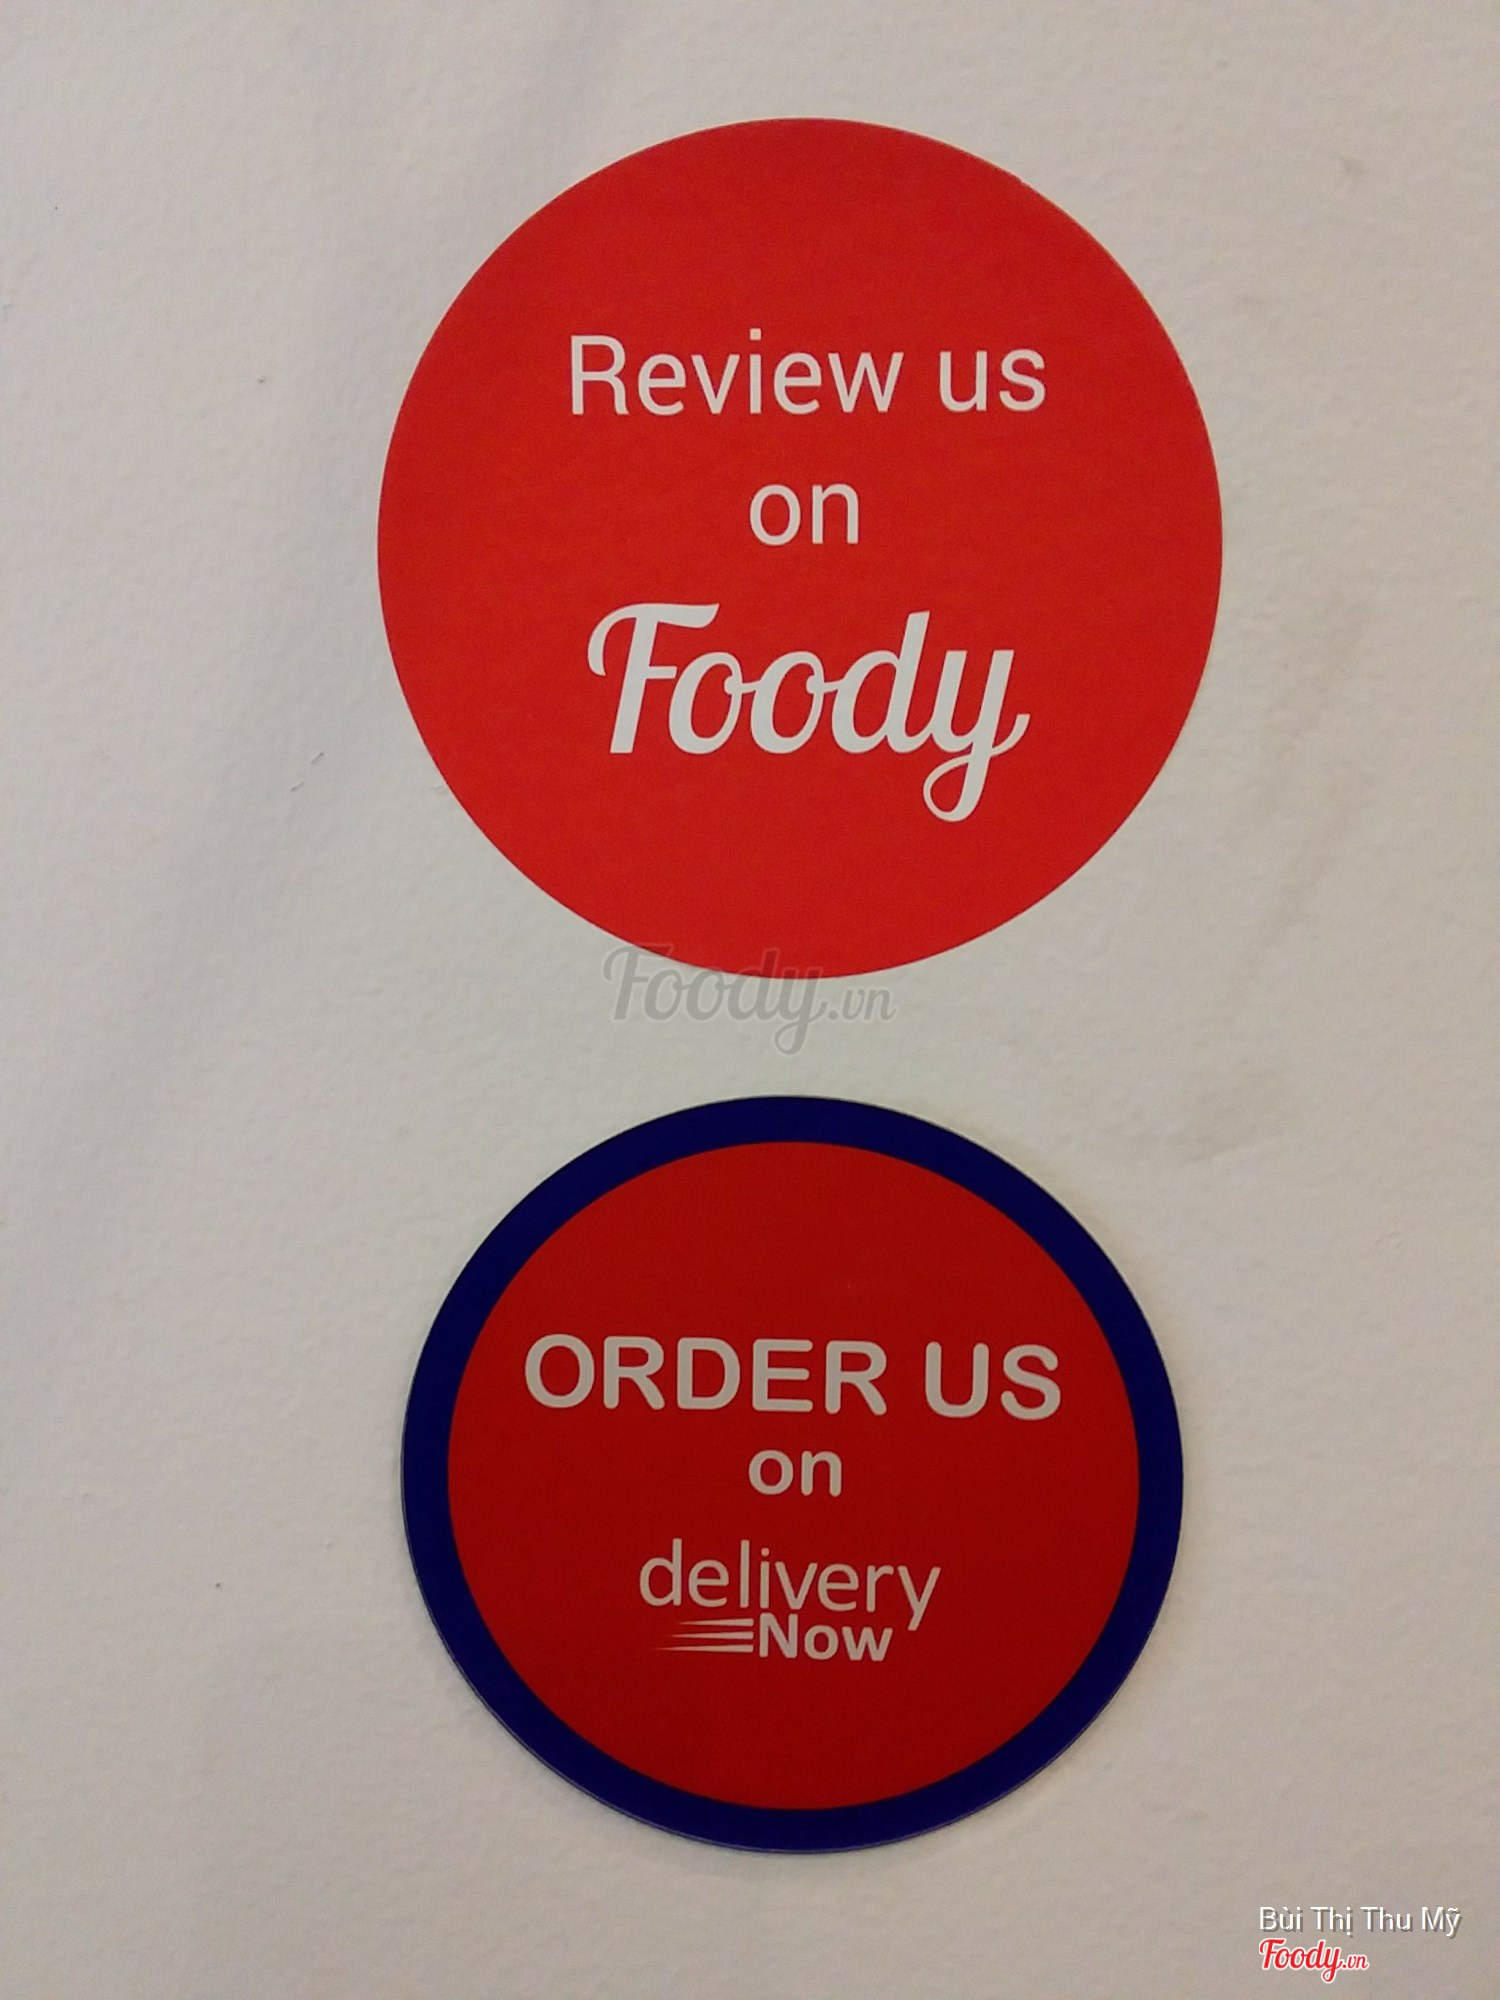 Review us
on
Foody
Foody.vn
ORDER US
on
delivery
Now
Bùi Thị Thu Mỹ
Foody.vn